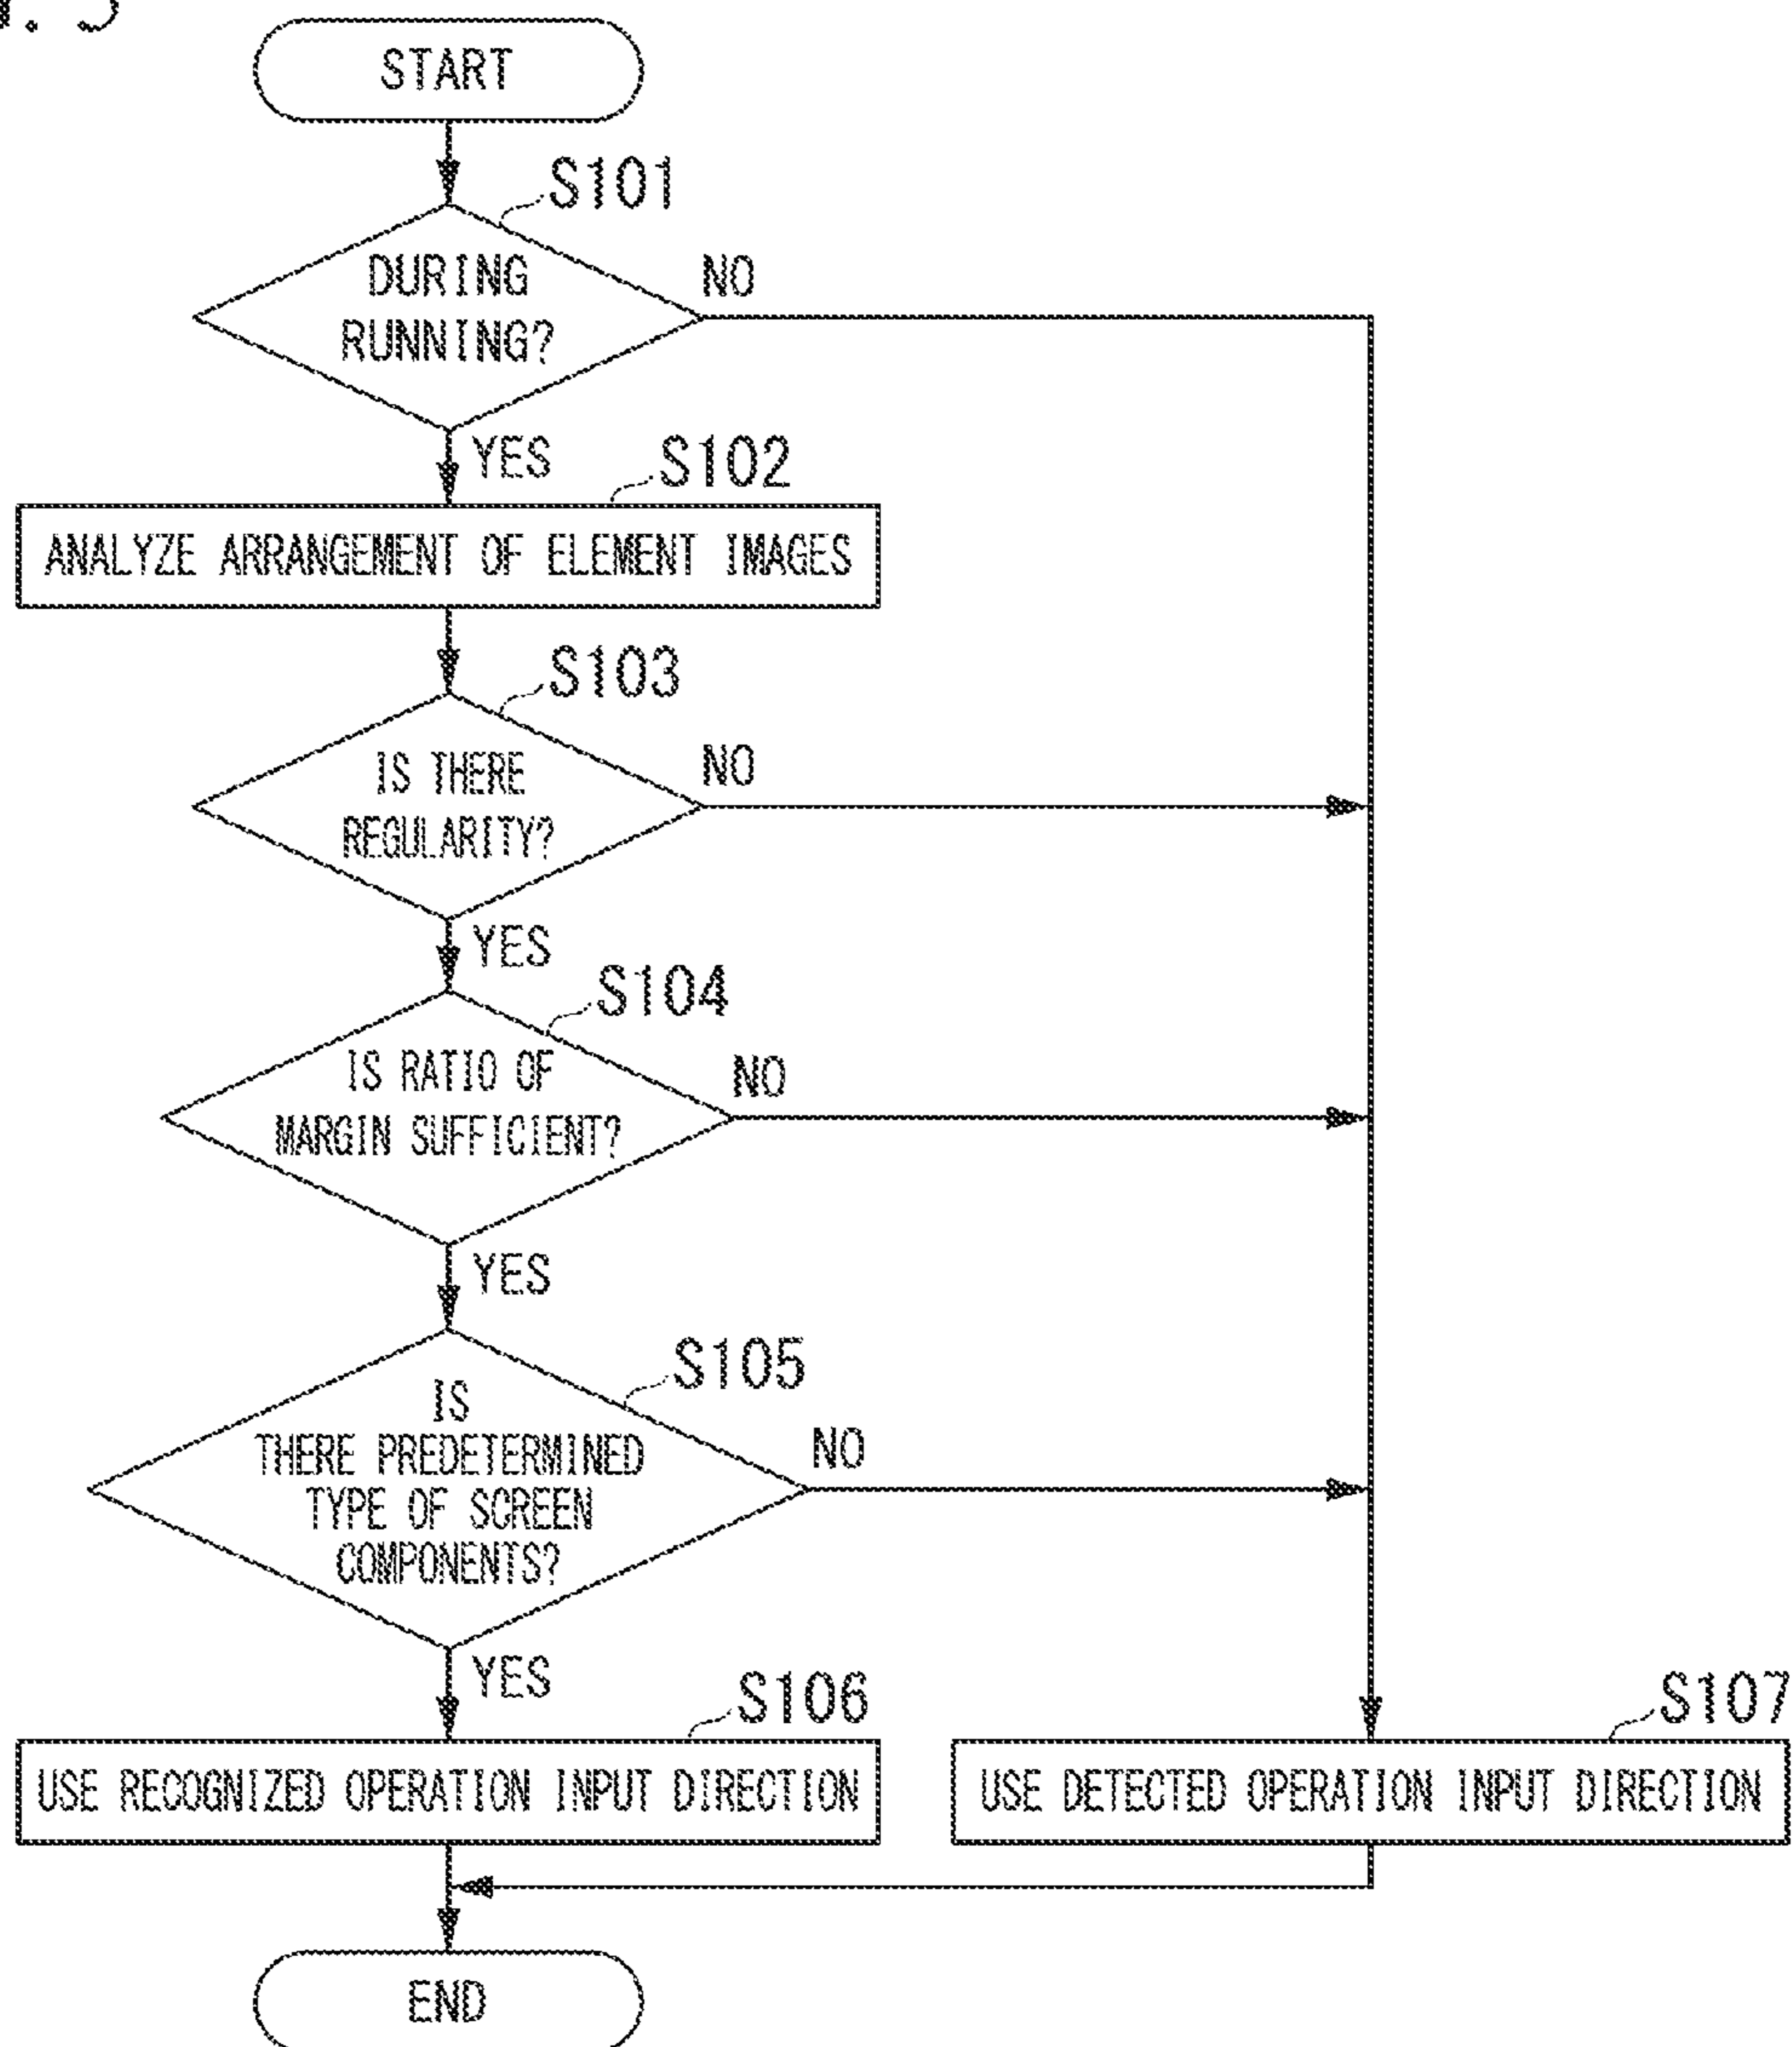 START
S101
DURING
RUNNING?
NO
YES
S102
ANALYZE ARRANGEMENT OF ELEMENT IMAGES
S103
IS THERE
REGULARITY?
NO
YES
S104
IS RATIO OF
MARGIN SUFFICIENT?
NO
YES
S105
IS
THERE PREDETERMINED
TYPE OF SCREEN
COMPONENTS?
NO
YES
S106
USE RECOGNIZED OPERATION INPUT DIRECTION
S107
USE DETECTED OPERATION INPUT DIRECTION
END